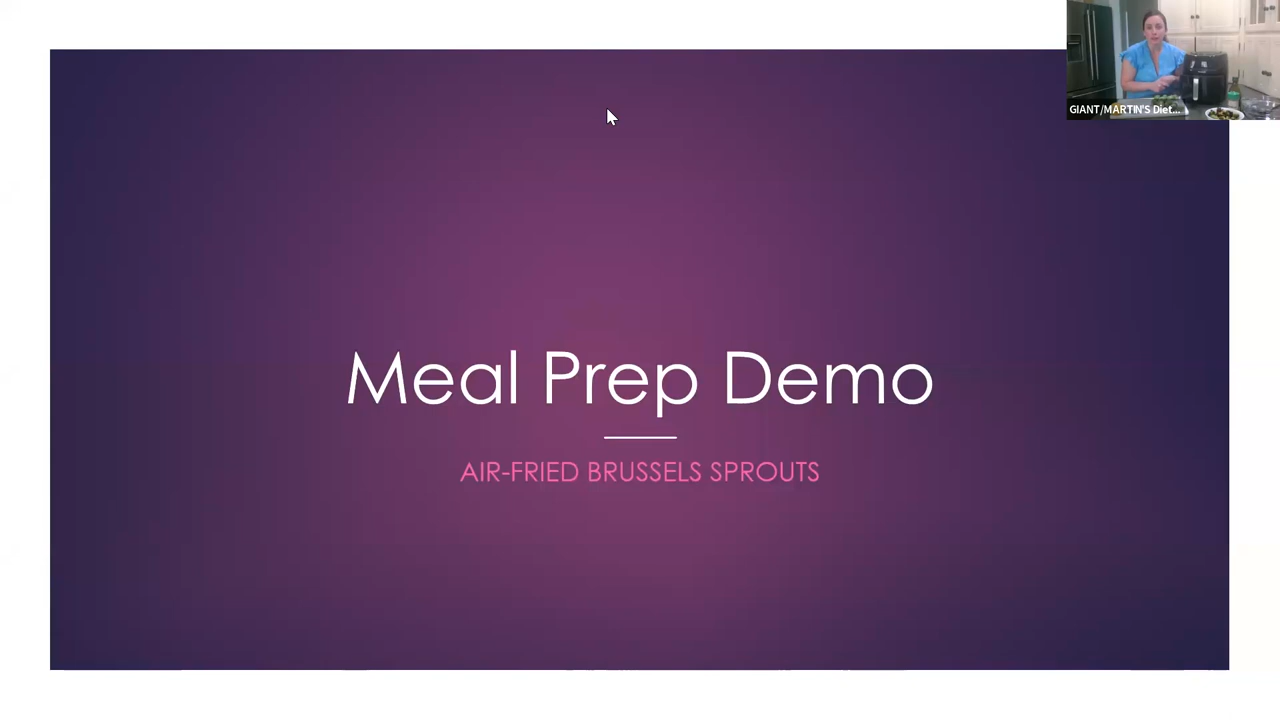 GIANT/MARTIN'S Diet...
Meal Prep Demo
AIR-FRIED BRUSSELS SPROUTS